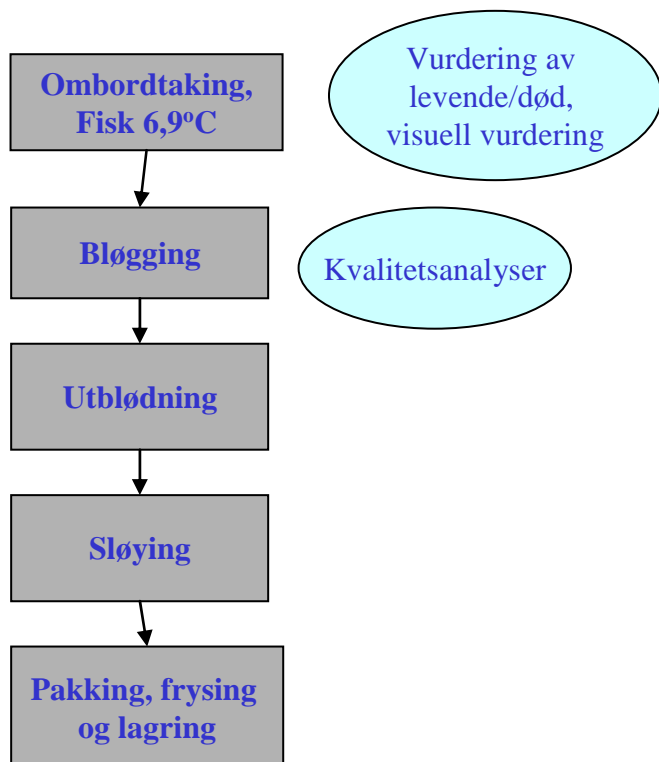 Ombordtaking,
Fisk 6,9ºC
Vurdering av
levende/død,
visuell vurdering
Bløgging
Kvalitetsanalyser
Utblødning
Sløying
Pakking, frysing
og lagring